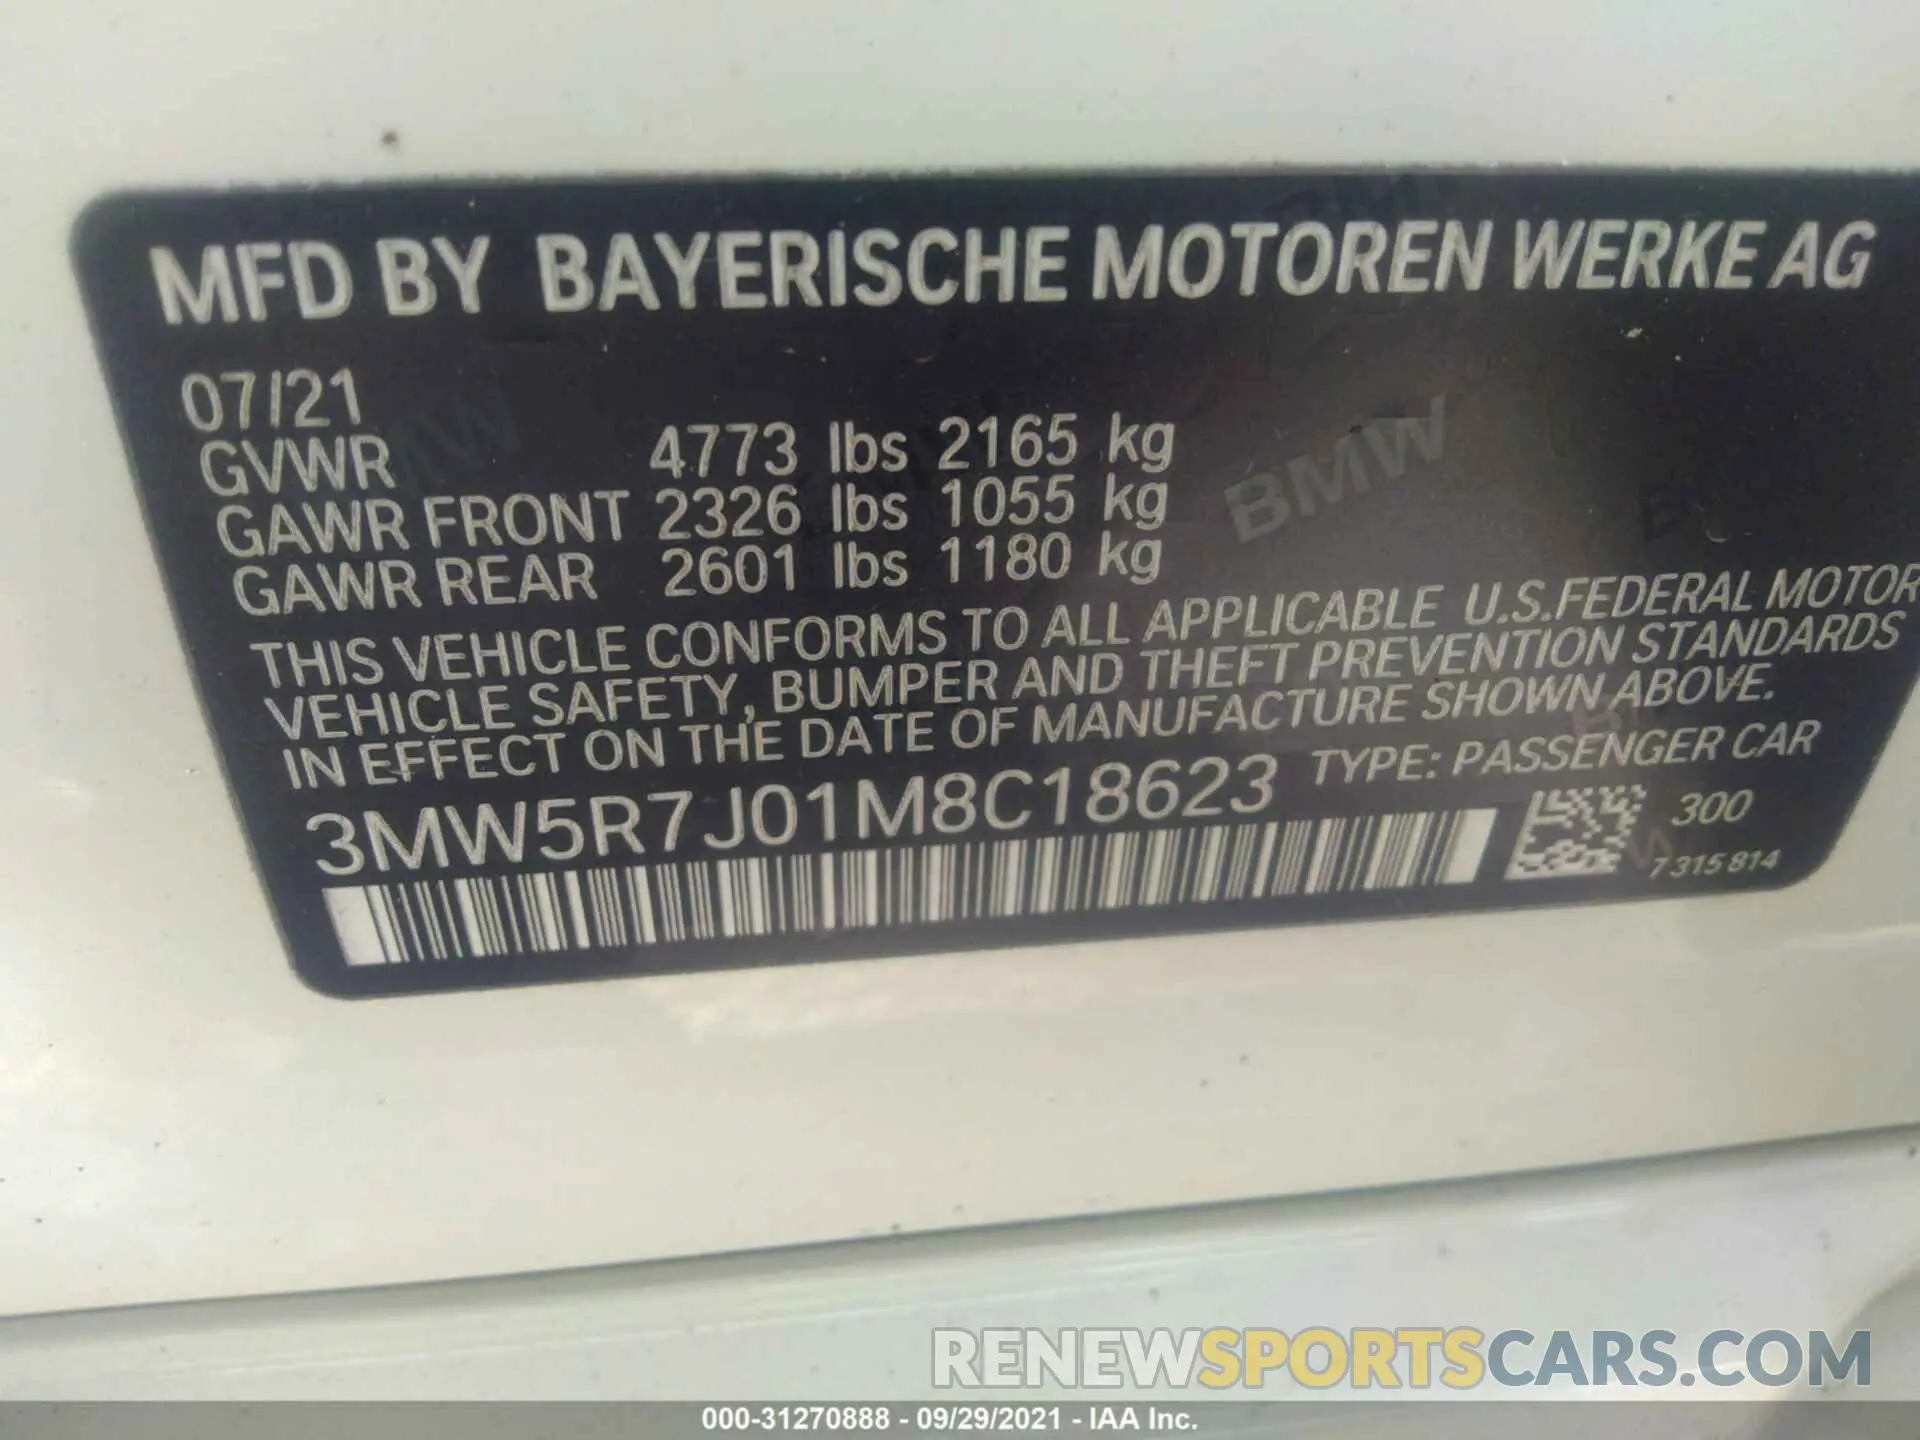 MFD BY BAYERISCHE MOTOREN WERKE AG
07/21
GVWR 4773 lbs 2165 kg
GAWR FRONT 2326 lbs 1055 kg
GAWR REAR 2601 lbs 1180 kg
THIS VEHICLE CONFORMS TO ALL APPLICABLE U.S.FEDERAL MOTOR
VEHICLE SAFETY, BUMPER AND THEFT PREVENTION STANDARDS
IN EFFECT ON THE DATE OF MANUFACTURE SHOWN ABOVE.
3MW5R7J01M8C18623 TYPE: PASSENGER CAR
300
7315814
BMW
RENEWSPORTSCARS.COM
000-31270888 - 09/29/2021 - IAA Inc.